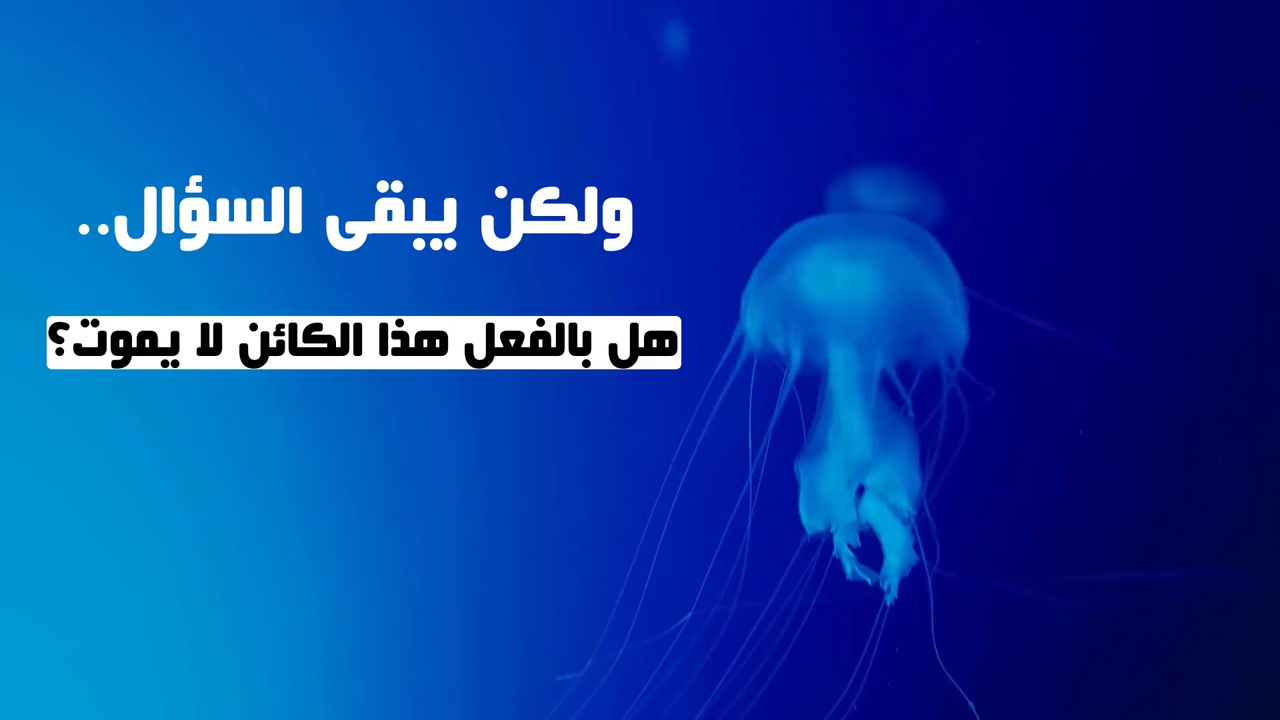 ولكن يبقى السؤال..
هل بالفعل هذا الكائن لا يموت؟